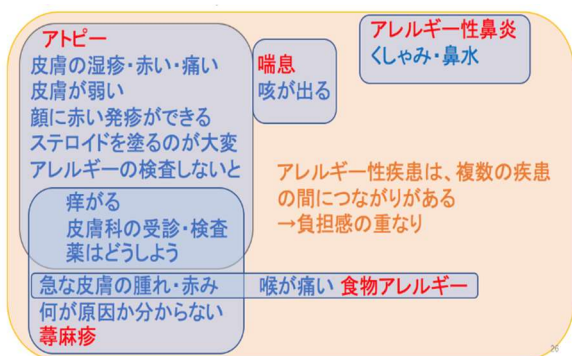 アトピー
皮膚の湿疹・赤い・痛い
皮膚が弱い
顔に赤い発疹ができる
ステロイドを塗るのが大変
アレルギーの検査しないと
痒がる
皮膚科の受診・検査
薬はどうしよう
急な皮膚の腫れ・赤み
何が原因か分からない
蕁麻疹
喘息
咳が出る
アレルギー性鼻炎
くしゃみ・鼻水
アレルギー性疾患は、複数の疾患
の間につながりがある
→負担感の重なり
喉が痛い 食物アレルギー
26